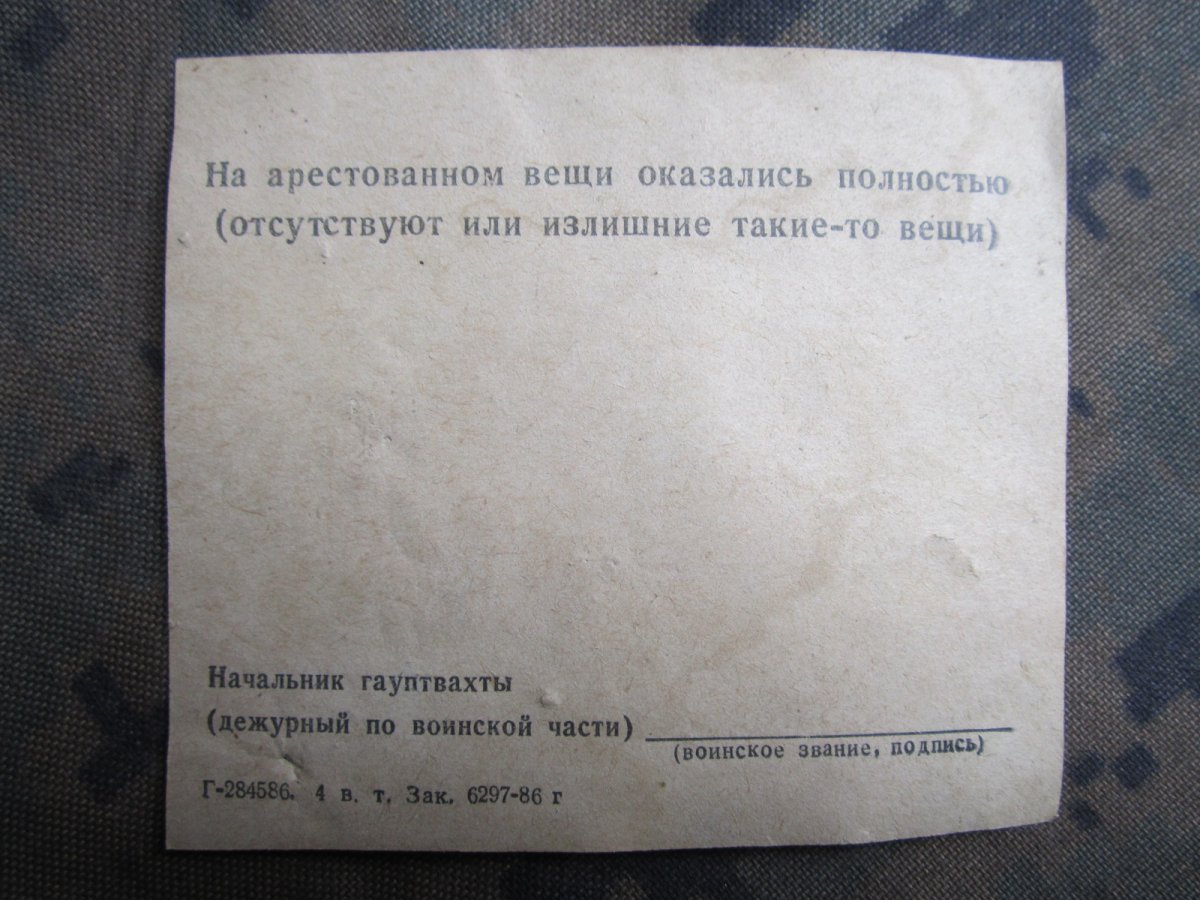 На арестованном вещи оказались полностью
(отсутствуют или излишние такие-то вещи)
Начальник гауптвахты
(дежурный по воинской части)
(воинское звание, подпись)
Г-284586. 4 в. т. Зак. 6297-86 г